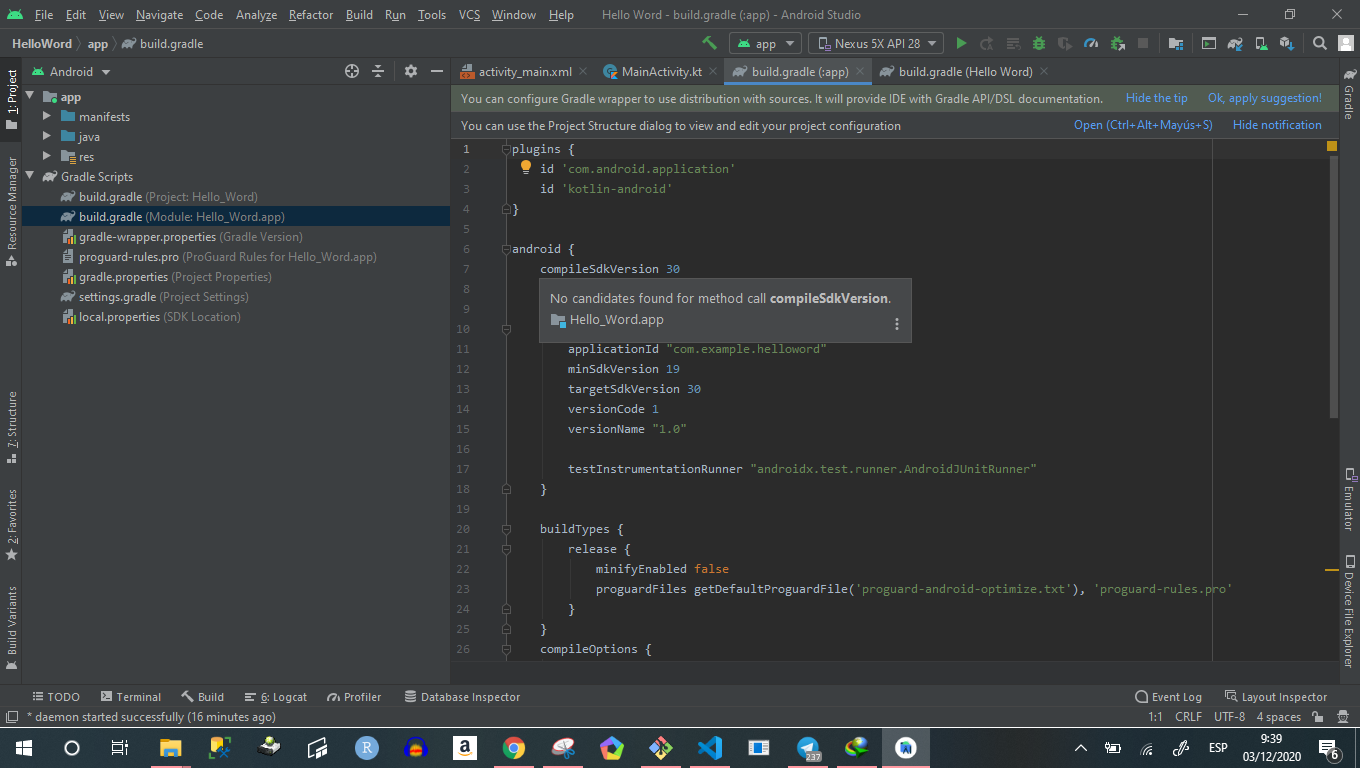 File Edit View Navigate Code Analyze Refactor Build Run Tools VCS Window Help Hello Word - build.gradle (:app) - Android Studio
HelloWord app build.gradle app Nexus 5X API 28
Android activity_main.xml MainActivity.kt build.gradle (:app) build.gradle (Hello Word)
You can configure Gradle wrapper to use distribution with sources. It will provide IDE with Gradle API/DSL documentation. Hide the tip Ok, apply suggestion!
You can use the Project Structure dialog to view and edit your project configuration Open (Ctrl+Alt+Mayús+S) Hide notification
1: Project
Resource Manager
7: Structure
2: Favorites
Build Variants
app
manifests
java
res
Gradle Scripts
build.gradle (Project: Hello_Word)
build.gradle (Module: Hello_Word.app)
gradle-wrapper.properties (Gradle Version)
proguard-rules.pro (ProGuard Rules for Hello_Word.app)
gradle.properties (Project Properties)
settings.gradle (Project Settings)
local.properties (SDK Location)
1 plugins {
2 id 'com.android.application'
3 id 'kotlin-android'
4 }
5
6 android {
7 compileSdkVersion 30
8
9
10
No candidates found for method call compileSdkVersion.
Hello_Word.app
11 applicationId "com.example.helloword"
12 minSdkVersion 19
13 targetSdkVersion 30
14 versionCode 1
15 versionName "1.0"
16
17 testInstrumentationRunner "androidx.test.runner.AndroidJUnitRunner"
18 }
19
20 buildTypes {
21 release {
22 minifyEnabled false
23 proguardFiles getDefaultProguardFile('proguard-android-optimize.txt'), 'proguard-rules.pro'
24 }
25 }
26 compileOptions {
Gradle
Emulator
Device File Explorer
TODO Terminal Build 6: Logcat Profiler Database Inspector Event Log Layout Inspector
* daemon started successfully (16 minutes ago) 1:1 CRLF UTF-8 4 spaces
R a 237 ESP 9:39
03/12/2020 6